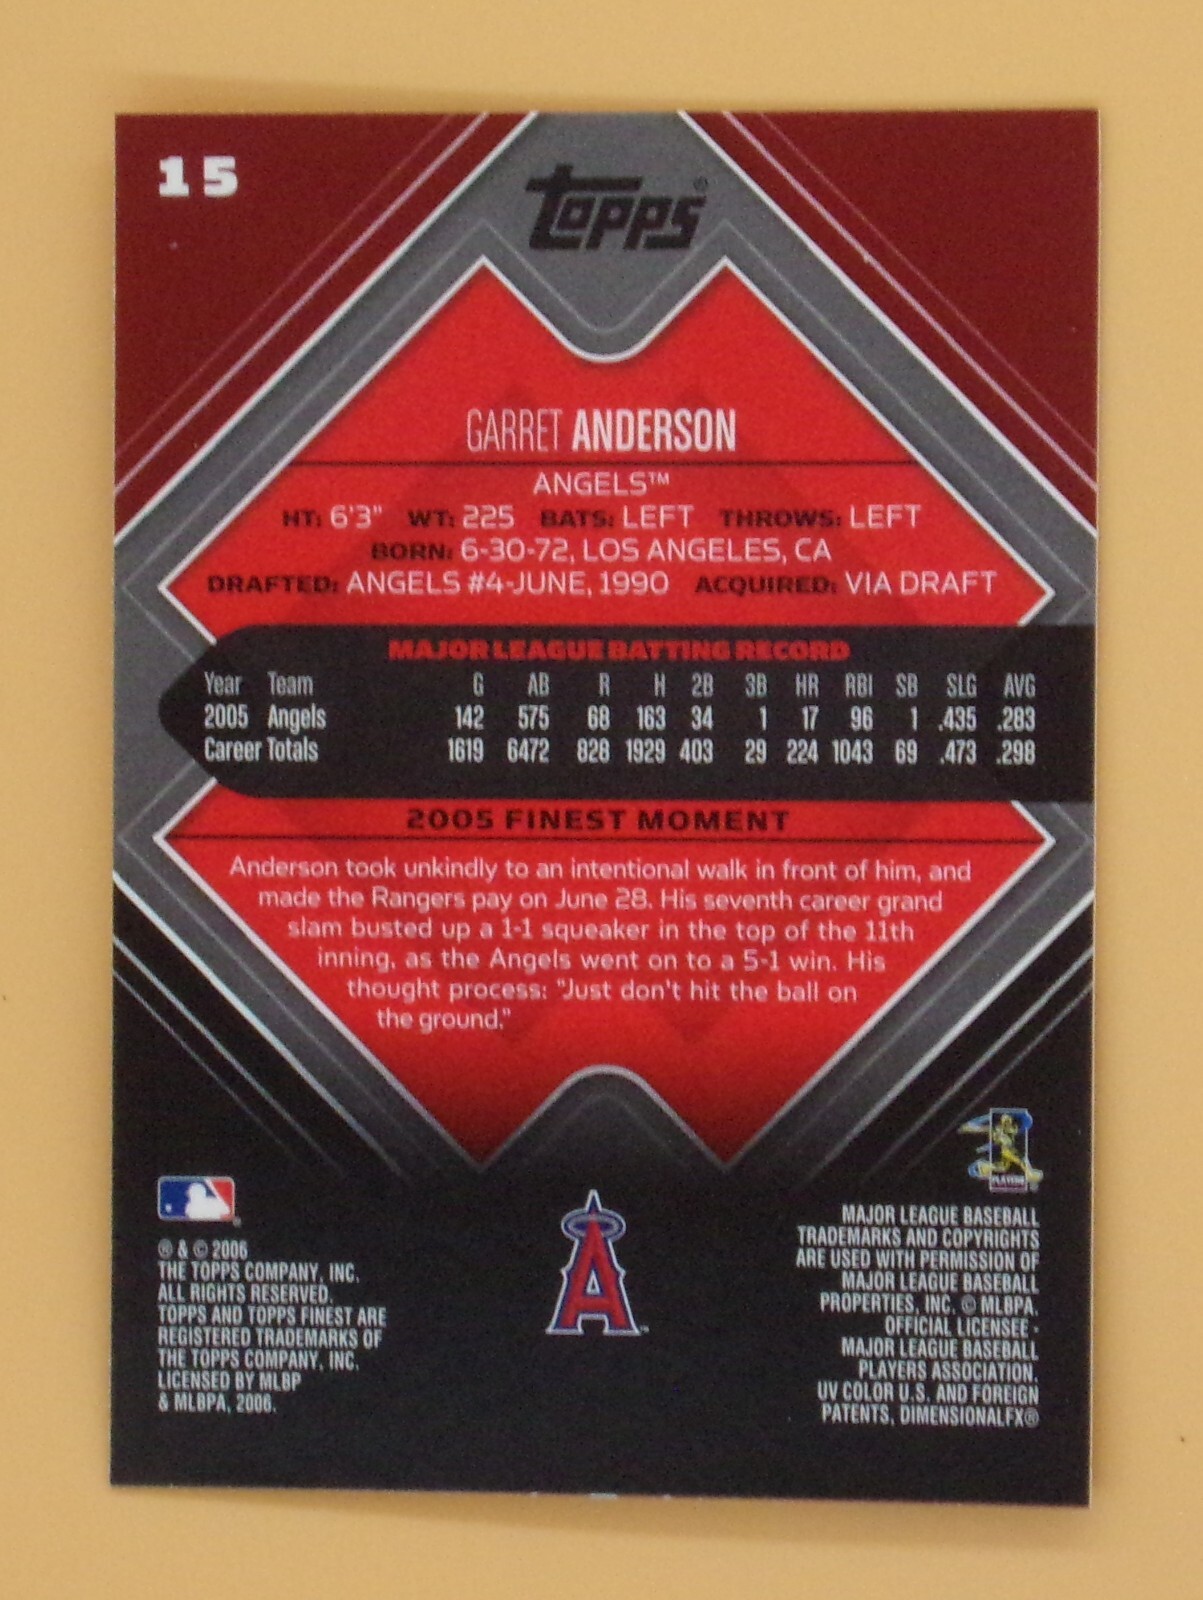 15
Topps®
GARRET ANDERSON
ANGELS™
HT: 6'3" WT: 225 BATS: LEFT THROWS: LEFT
BORN: 6-30-72, LOS ANGELES, CA
DRAFTED: ANGELS #4-JUNE, 1990 ACQUIRED: VIA DRAFT
MAJOR LEAGUE BATTING RECORD
Year Team G AB R H 2B 3B HR RBI SB SLG AVG
2005 Angels 142 575 68 163 34 1 17 96 1 .435 .283
Career Totals 1619 6472 828 1929 403 29 224 1043 69 .473 .298
2005 FINEST MOMENT
Anderson took unkindly to an intentional walk in front of him, and
made the Rangers pay on June 28. His seventh career grand
slam busted up a 1-1 squeaker in the top of the 11th
inning, as the Angels went on to a 5-1 win. His
thought process: "Just don't hit the ball on
the ground."
® & © 2006
THE TOPPS COMPANY, INC.
ALL RIGHTS RESERVED.
TOPPS AND TOPPS FINEST ARE
REGISTERED TRADEMARKS OF
THE TOPPS COMPANY, INC.
LICENSED BY MLBP
& MLBPA, 2006.
A™
PLAYERS
MAJOR LEAGUE BASEBALL
TRADEMARKS AND COPYRIGHTS
ARE USED WITH PERMISSION OF
MAJOR LEAGUE BASEBALL
PROPERTIES, INC. © MLBPA.
OFFICIAL LICENSEE -
MAJOR LEAGUE BASEBALL
PLAYERS ASSOCIATION.
UV COLOR U.S. AND FOREIGN
PATENTS, DIMENSIONALFX®